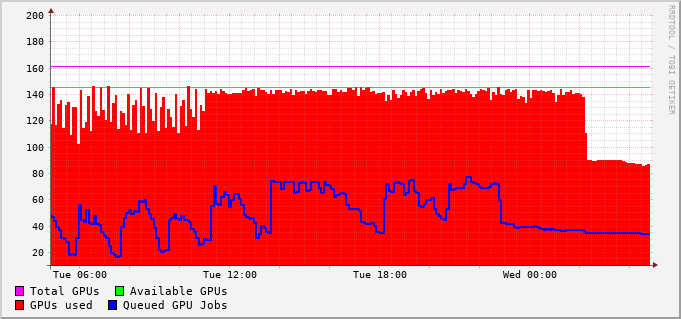 200
180
160
140
120
100
80
60
40
20
Tue 06:00 Tue 12:00 Tue 18:00 Wed 00:00
Total GPUs Available GPUs
GPUs used Queued GPU Jobs
RRDTOOL / TOBI OETIKER